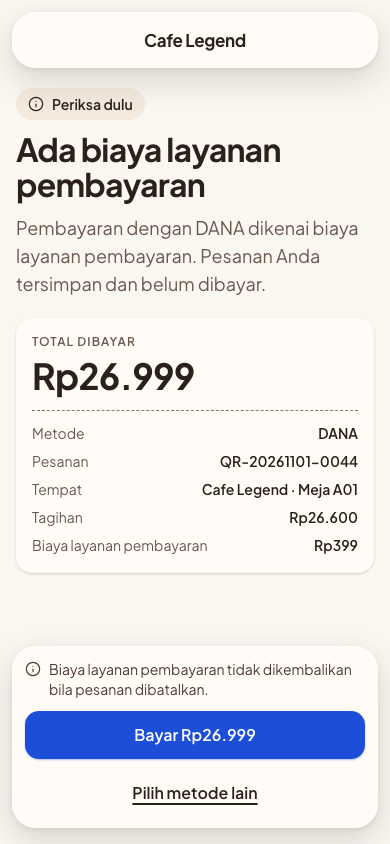 Cafe Legend
Periksa dulu
Ada biaya layanan
pembayaran
Pembayaran dengan DANA dikenai biaya
layanan pembayaran. Pesanan Anda
tersimpan dan belum dibayar.
TOTAL DIBAYAR
Rp26.999
Metode DANA
Pesanan QR-20261101-0044
Tempat Cafe Legend · Meja A01
Tagihan Rp26.600
Biaya layanan pembayaran Rp399
Biaya layanan pembayaran tidak dikembalikan
bila pesanan dibatalkan.
Bayar Rp26.999
Pilih metode lain